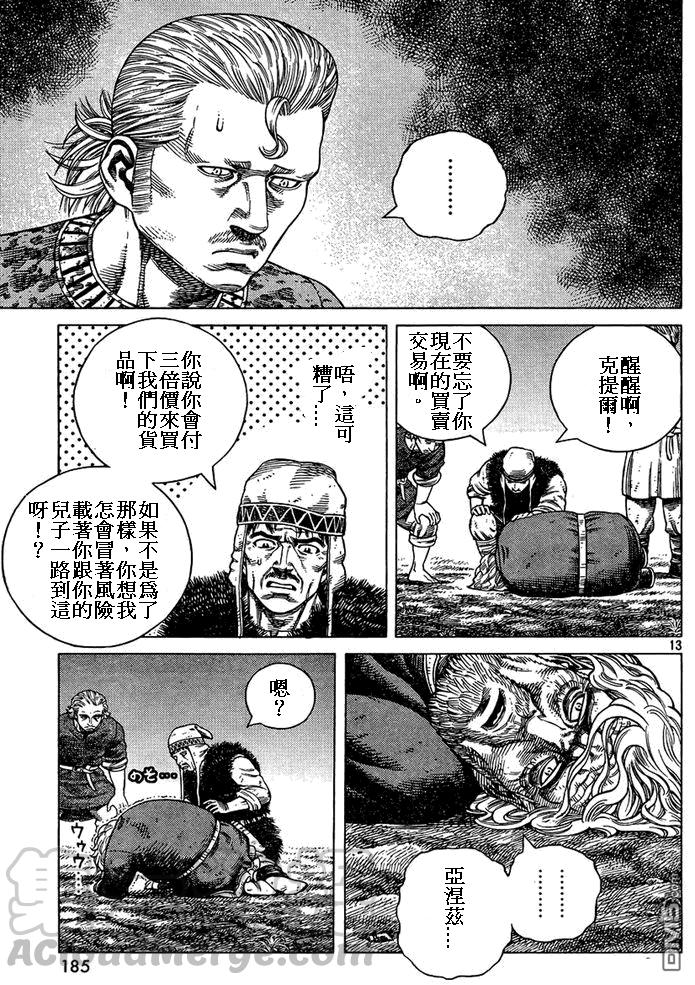 ……
醒醒啊，
克提爾！
不要忘了你
現在的買賣
交易啊。
唔，這可
糟了…
你說你會付
三倍價來買
下我們的貨
品啊！
如果不是為了
那樣，你想我
怎會冒著風險
載著你跟你的
兒子一路到這
呀！？
13
……
亞涅茲……
嗯？
のそ…
ウゥウ……
185
ActuallyMerge.com!